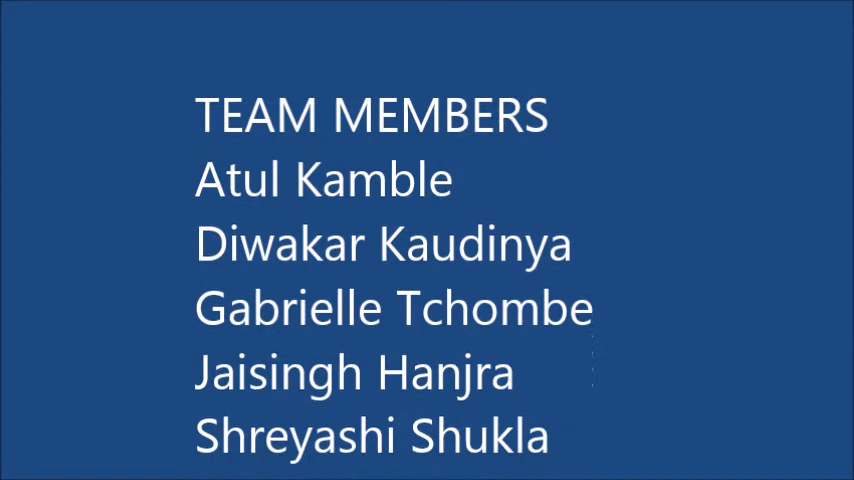 TEAM MEMBERS
Atul Kamble
Diwakar Kaudinya
Gabrielle Tchombe
Jaisingh Hanjra
Shreyashi Shukla